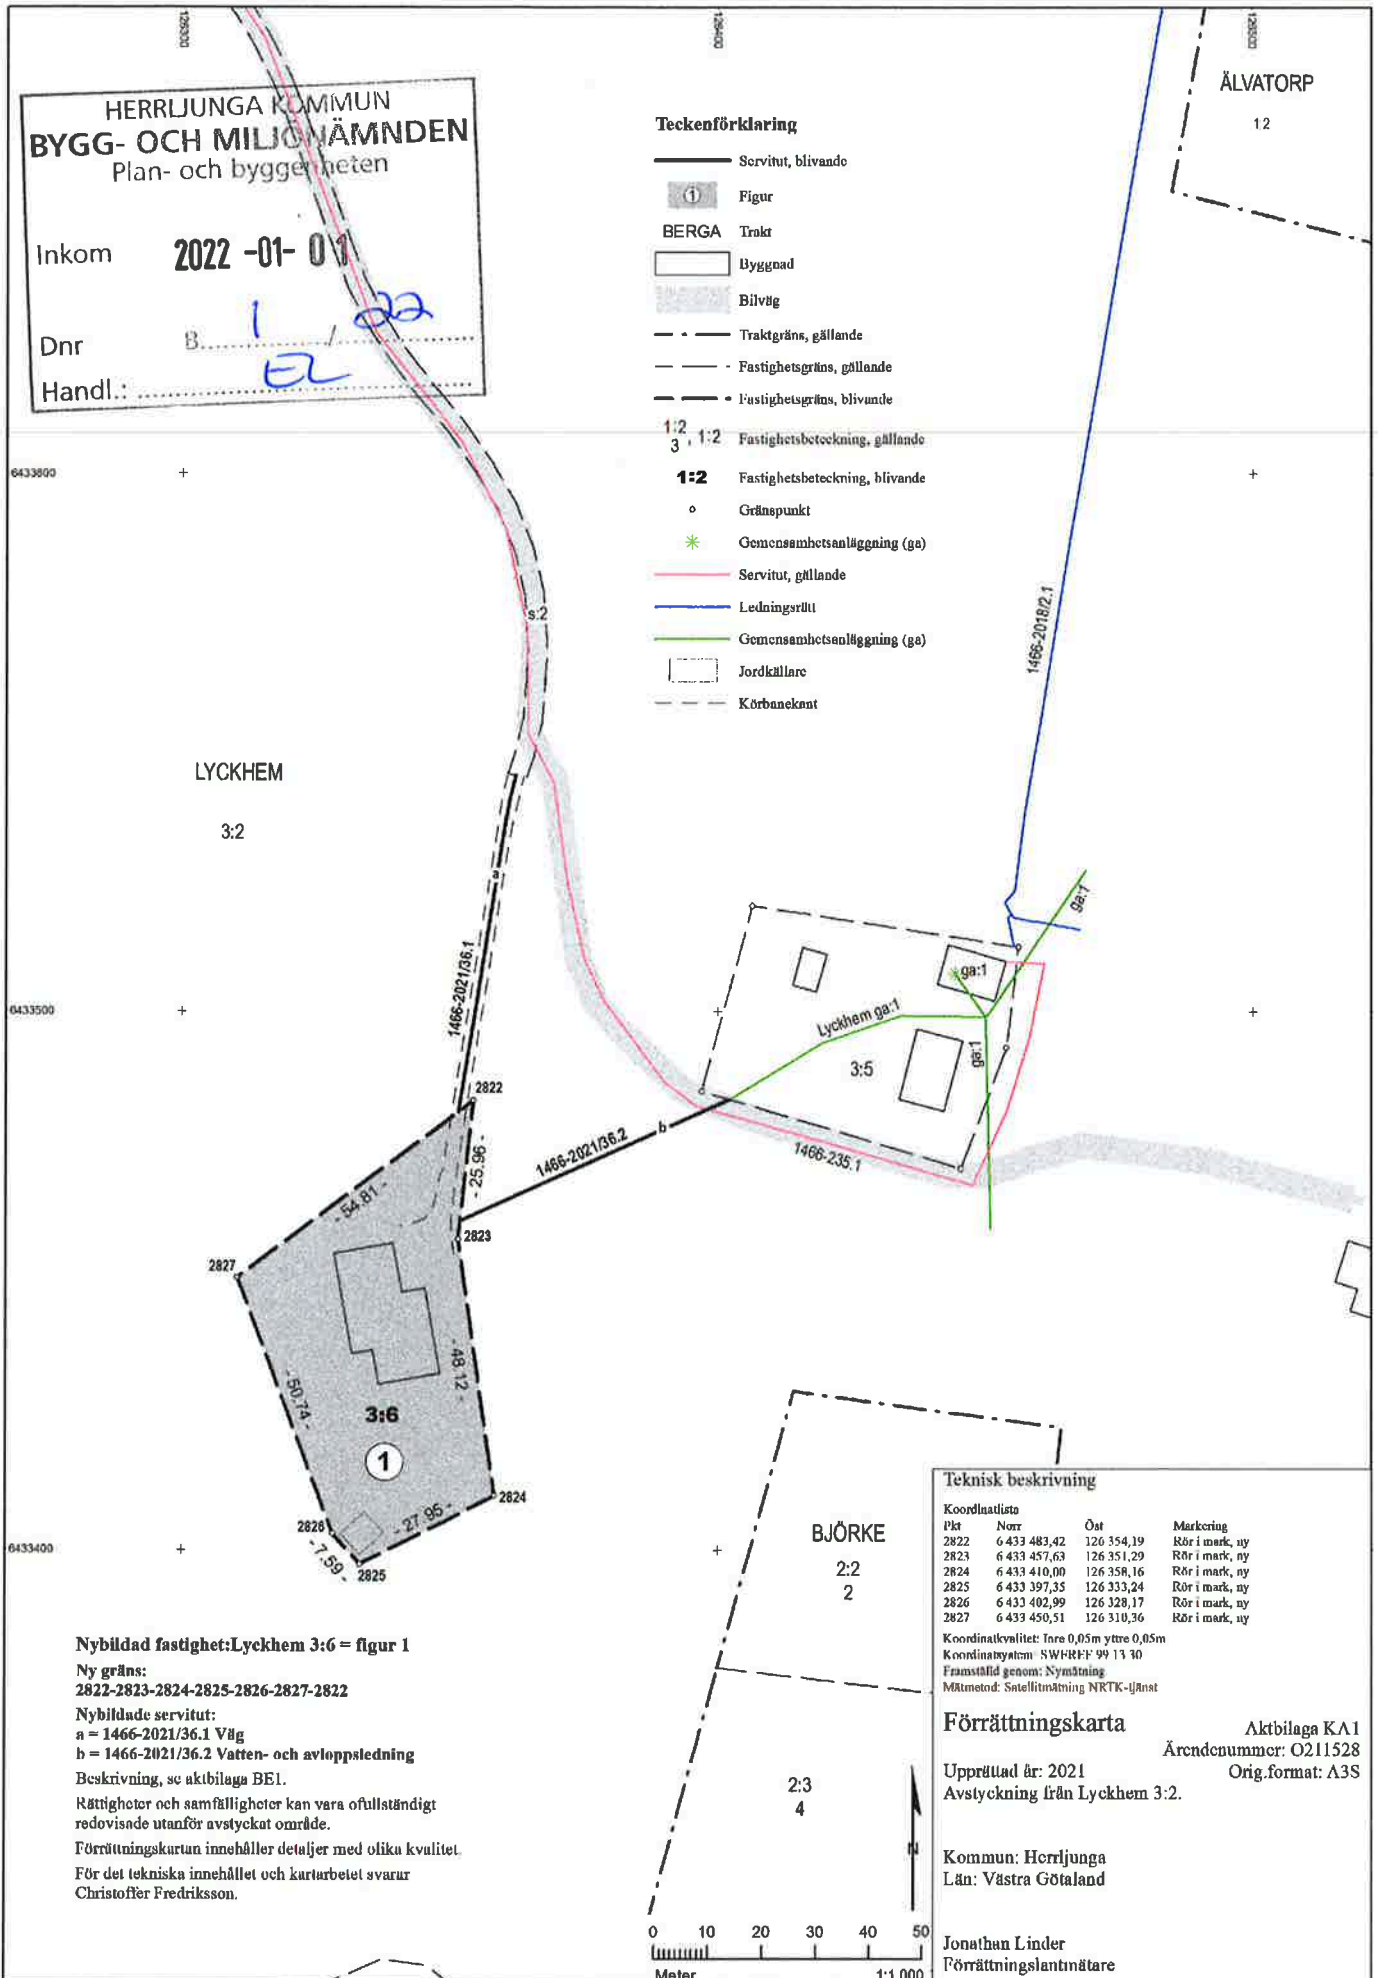 126300
126400
126500
HERRLJUNGA KOMMUN
BYGG- OCH MILJÖNÄMNDEN
Plan- och byggenheten
Inkom 2022 -01- 01
Dnr B 1 / 22
Handl.: EL
ÄLVATORP
1:2
Teckenförklaring
Servitut, blivande
1 Figur
BERGA Trakt
Byggnad
Bilväg
Traktgräns, gällande
Fastighetsgräns, gällande
Fastighetsgräns, blivande
1:2
3 , 1:2 Fastighetsbeteckning, gällande
1:2 Fastighetsbeteckning, blivande
Gränspunkt
Gemensamhetsanläggning (ga)
Servitut, gällande
Ledningsrätt
Gemensamhetsanläggning (ga)
Jordkällare
Körbanekant
6433600
s:2
1466-2018/2.1
LYCKHEM
3:2
a
1466-2021/36.1
ga:1
ga:1
Lyckhem ga:1
ga:1
3:5
6433500
2822
b
1466-2021/36.2
- 25.96 -
1466-235.1
- 54.81 -
2823
2827
- 48.12 -
- 50.74 -
3:6
1
2824
- 27.95 -
2826
- 7.59 -
2825
6433400
BJÖRKE
2:2
2
2:3
4
Nybildad fastighet:Lyckhem 3:6 = figur 1
Ny gräns:
2822-2823-2824-2825-2826-2827-2822
Nybildade servitut:
a = 1466-2021/36.1 Väg
b = 1466-2021/36.2 Vatten- och avloppsledning
Beskrivning, se aktbilaga BE1.
Rättigheter och samfälligheter kan vara ofullständigt
redovisade utanför avstyckat område.
Förrättningskartan innehåller detaljer med olika kvalitet.
För det tekniska innehållet och kartarbetet svarar
Christoffer Fredriksson.
N
0 10 20 30 40 50
Meter 1:1 000
Teknisk beskrivning
Koordinatlista
Pkt Norr Öst Markering
2822 6 433 483,42 126 354,19 Rör i mark, ny
2823 6 433 457,63 126 351,29 Rör i mark, ny
2824 6 433 410,00 126 358,16 Rör i mark, ny
2825 6 433 397,35 126 333,24 Rör i mark, ny
2826 6 433 402,99 126 328,17 Rör i mark, ny
2827 6 433 450,51 126 310,36 Rör i mark, ny
Koordinatkvalitet: Inre 0,05m yttre 0,05m
Koordinatsystem: SWEREF 99 13 30
Framställd genom: Nymätning
Mätmetod: Satellitmätning NRTK-tjänst
Förrättningskarta
Aktbilaga KA1
Ärendenummer: O211528
Orig.format: A3S
Upprättad år: 2021
Avstyckning från Lyckhem 3:2.
Kommun: Herrljunga
Län: Västra Götaland
Jonathan Linder
Förrättningslantmätare